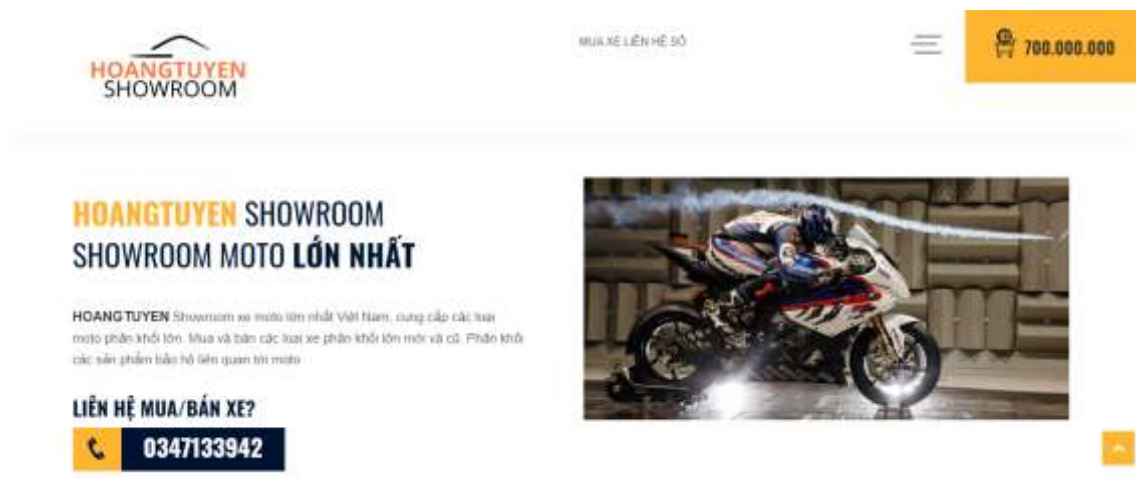 HOANGTUYEN
SHOWROOM
MUA XE LIÊN HỆ SỐ
700.000.000
HOANGTUYEN SHOWROOM
SHOWROOM MOTO LỚN NHẤT
HOANGTUYEN Showroom xe moto lớn nhất Việt Nam, cung cấp các loại
moto phân khối lớn. Mua và bán các loại xe phân khối lớn mới và cũ. Phân khối
các sản phẩm bảo hộ liên quan tới moto
LIÊN HỆ MUA/BÁN XE?
0347133942